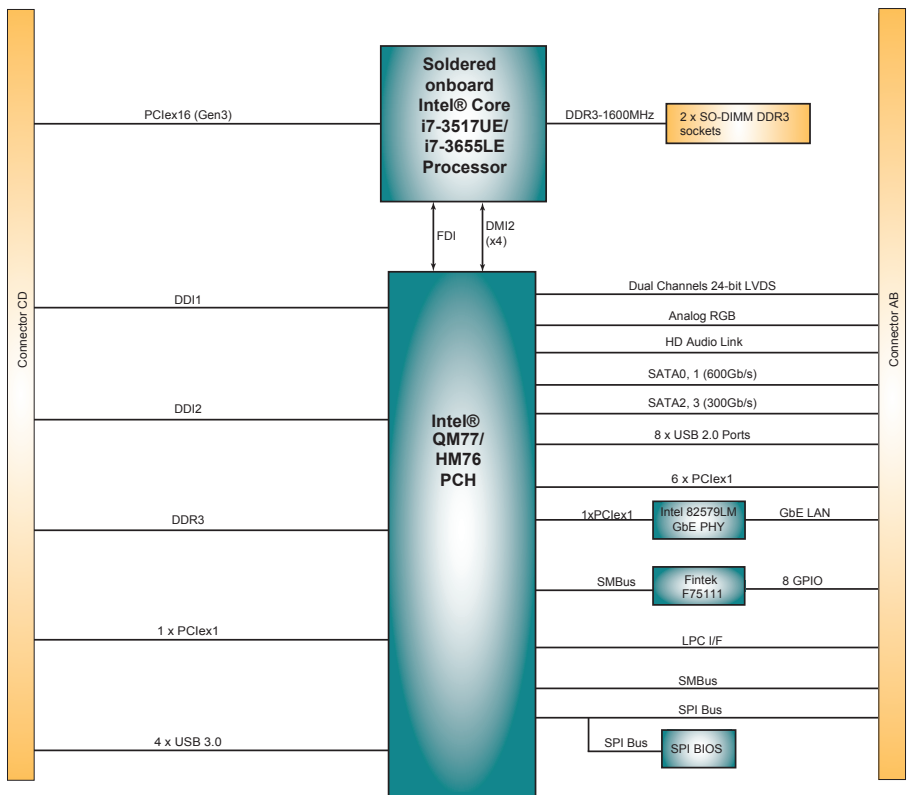 Soldered
onboard
Intel® Core
i7-3517UE/
i7-3655LE
Processor
PCIex16 (Gen3)
DDR3-1600MHz
2 x SO-DIMM DDR3
sockets
FDI
DMI2
(x4)
Connector CD
Connector AB
DDI1
DDI2
DDR3
1 x PCIex1
4 x USB 3.0
Intel®
QM77/
HM76
PCH
Dual Channels 24-bit LVDS
Analog RGB
HD Audio Link
SATA0, 1 (600Gb/s)
SATA2, 3 (300Gb/s)
8 x USB 2.0 Ports
6 x PCIex1
1xPCIex1
Intel 82579LM
GbE PHY
GbE LAN
SMBus
Fintek
F75111
8 GPIO
LPC I/F
SMBus
SPI Bus
SPI Bus
SPI BIOS